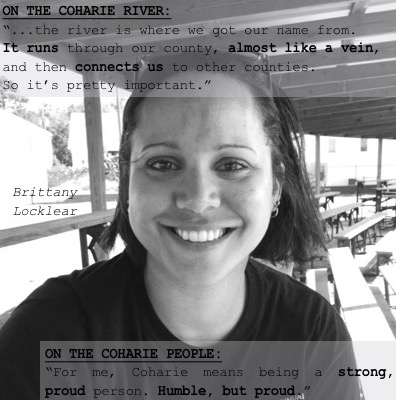 ON THE COHARIE RIVER:
“...the river is where we got our name from.
It runs through our county, almost like a vein,
and then connects us to other counties.
So it’s pretty important.”
Brittany
Locklear
ON THE COHARIE PEOPLE:
“For me, Coharie means being a strong,
proud person. Humble, but proud.”